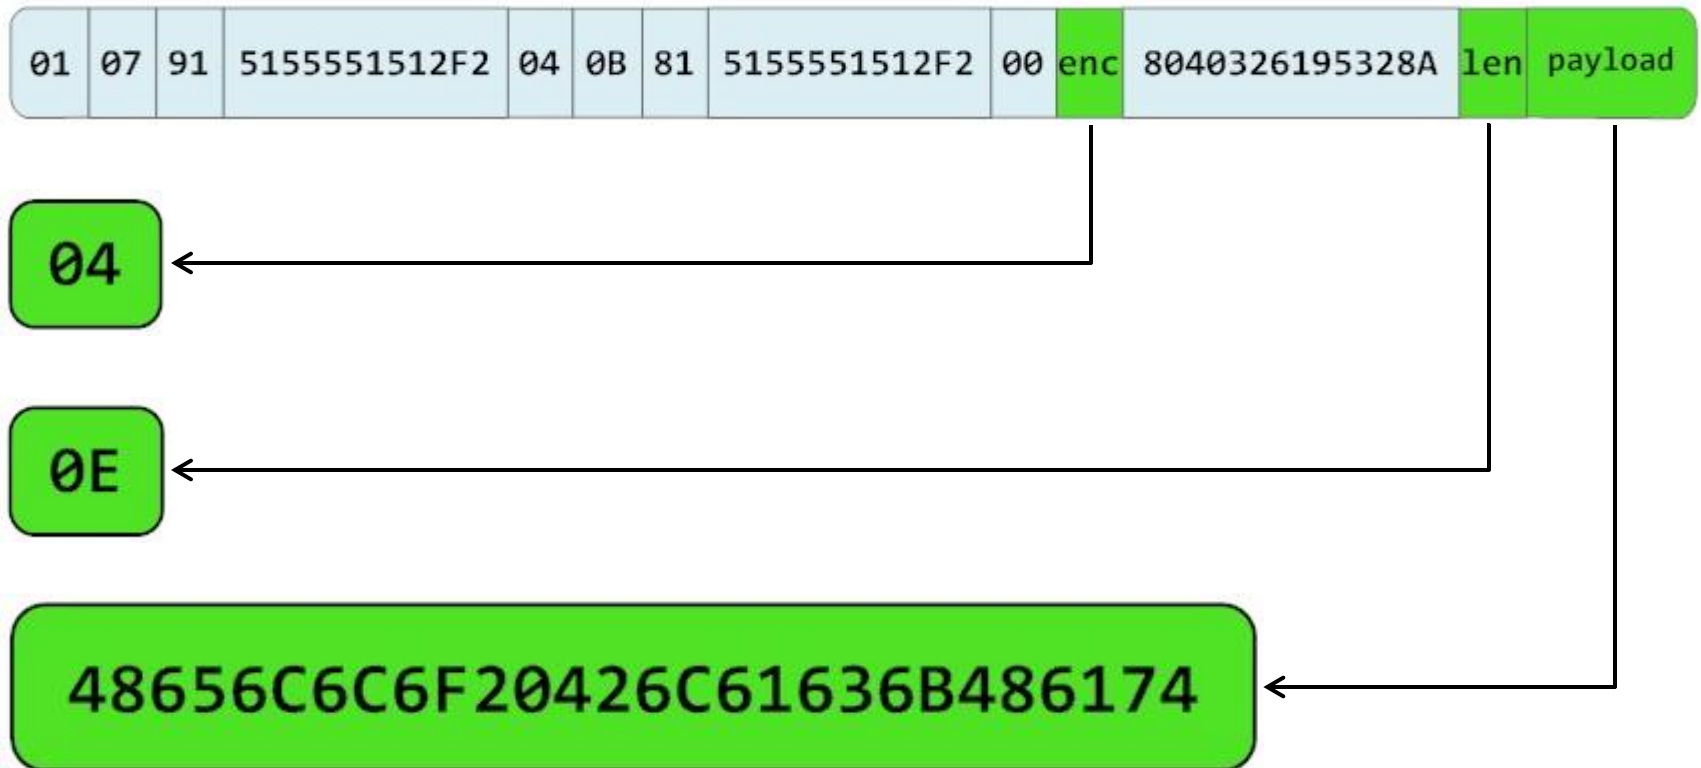 01 07 91 5155551512F2 04 0B 81 5155551512F2 00 enc 8040326195328A len payload
04
0E
48656C6C6F20426C61636B486174